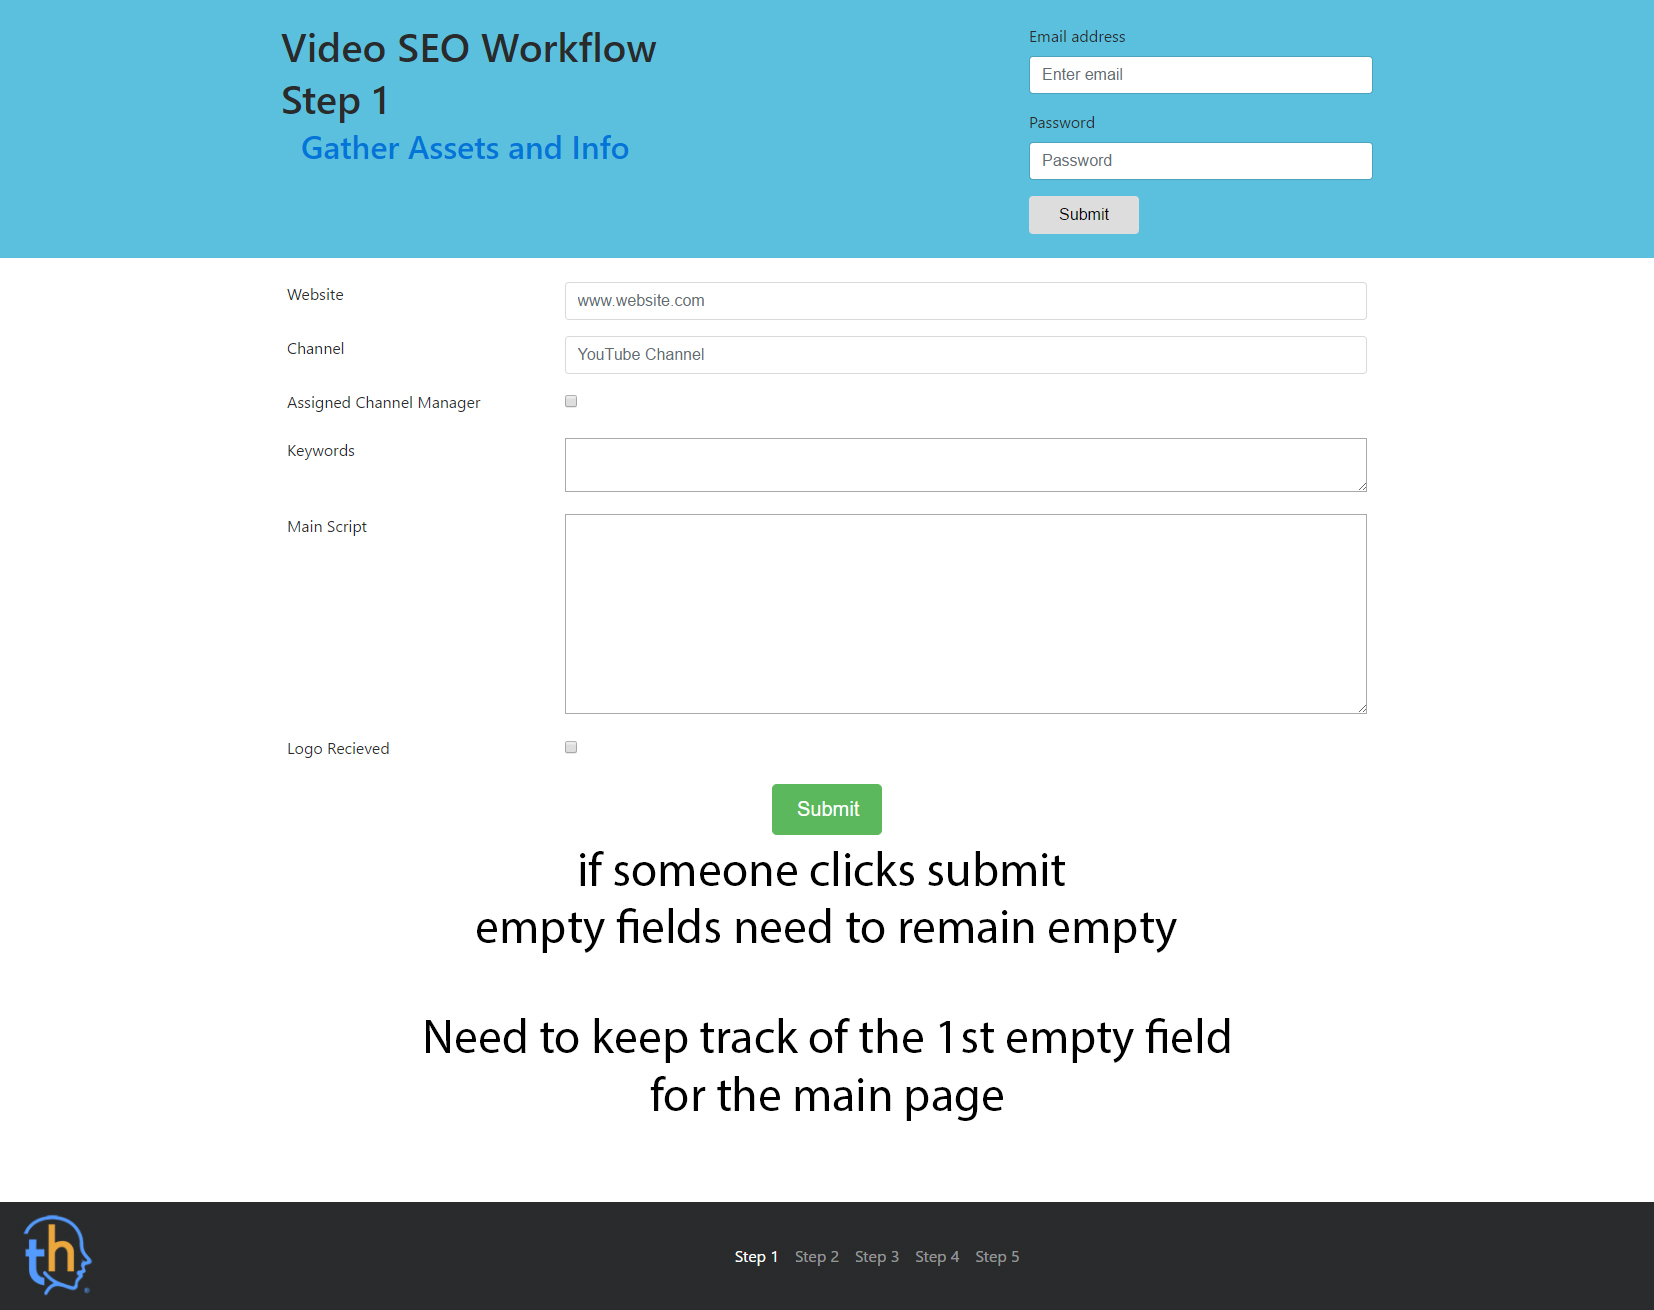 Video SEO Workflow
Step 1
Gather Assets and Info
Email address
Enter email
Password
Password
Submit
Website
www.website.com
Channel
YouTube Channel
Assigned Channel Manager
Keywords
Main Script
Logo Recieved
Submit
if someone clicks submit
empty fields need to remain empty
Need to keep track of the 1st empty field
for the main page
th ®
Step 1 Step 2 Step 3 Step 4 Step 5